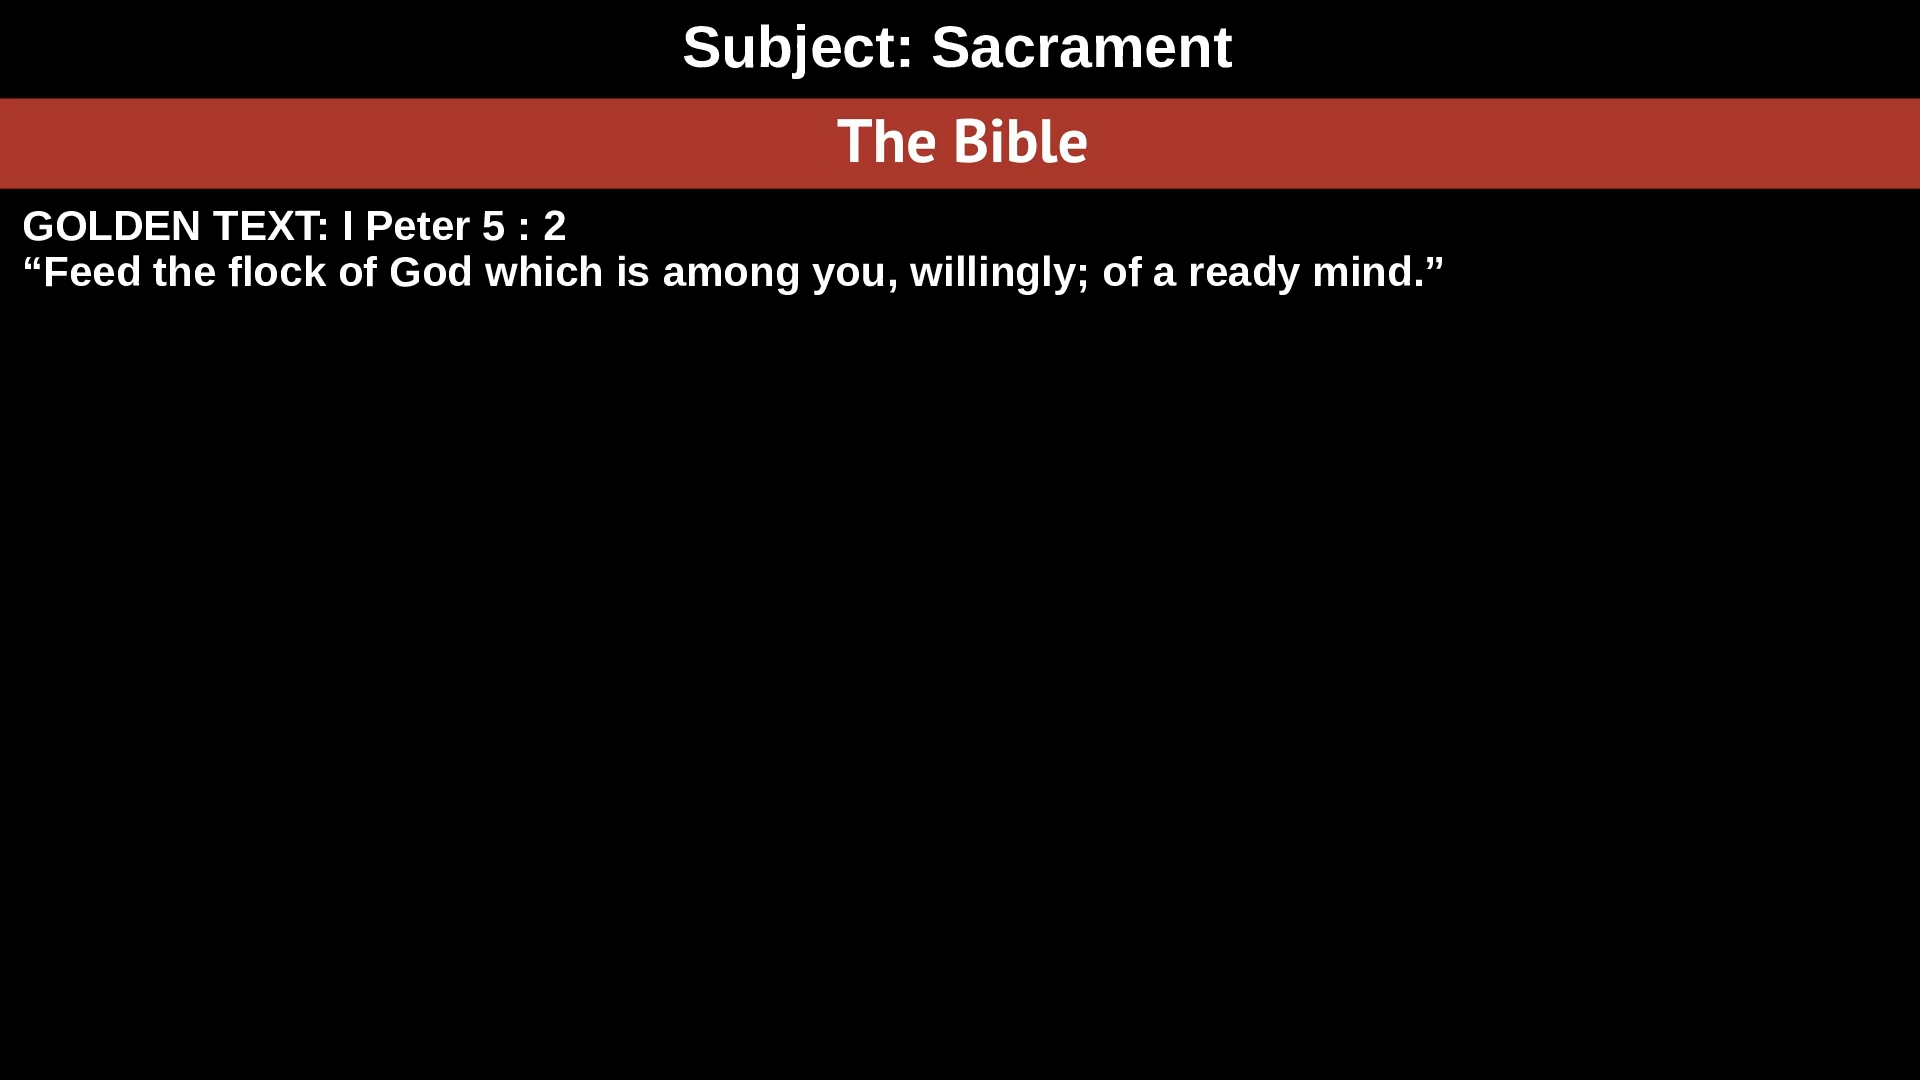 Subject: Sacrament
The Bible
GOLDEN TEXT: I Peter 5 : 2
“Feed the flock of God which is among you, willingly; of a ready mind.”